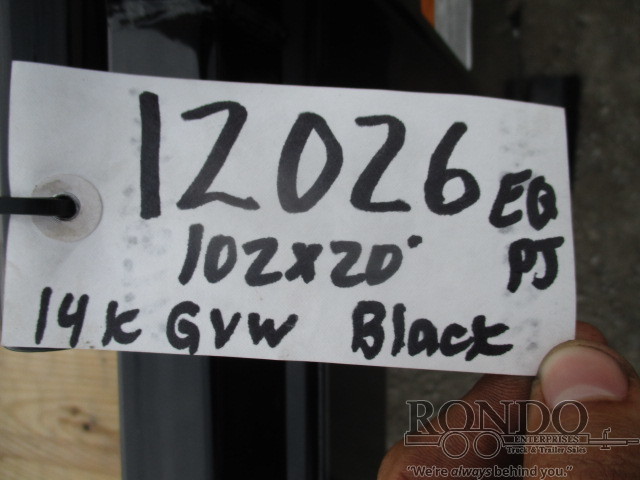 12026 EQ
102x20' PJ
14k GVW Black
RONDO
ENTERPRISES
Truck & Trailer Sales
"We're always behind you."